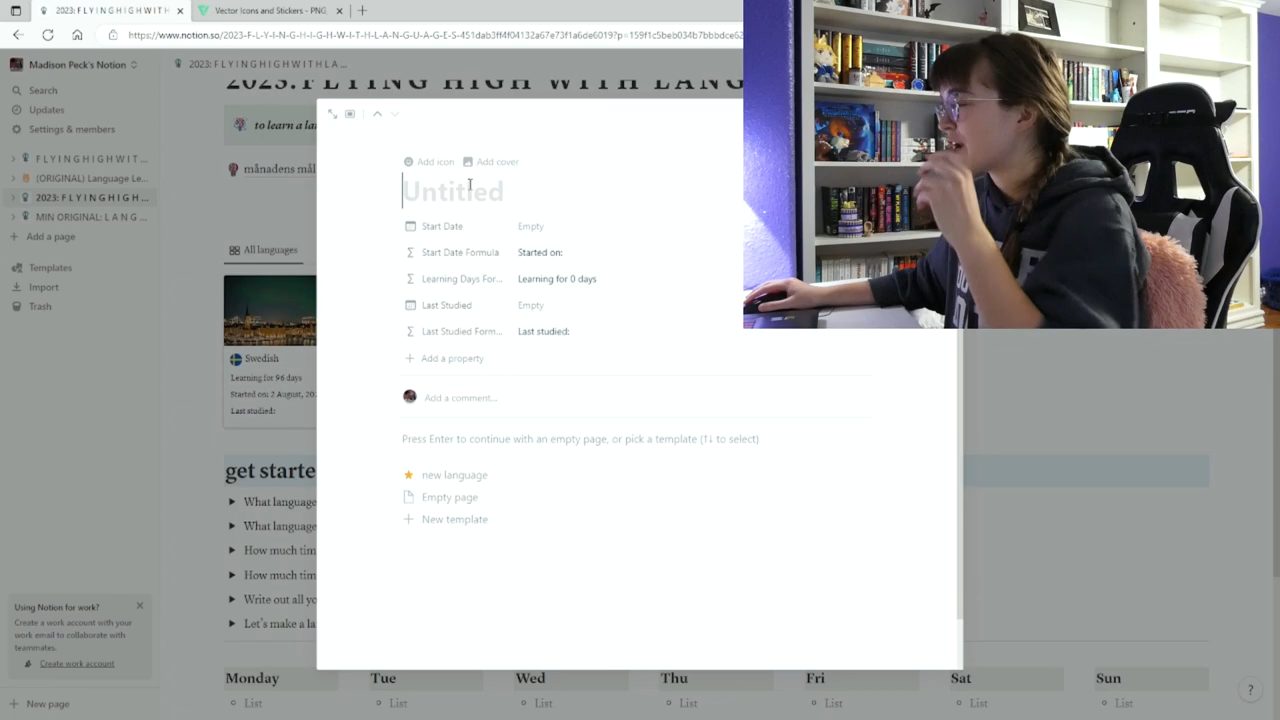 2023: F L Y I N G H I G H W I T H
Vector Icons and Stickers - PNG,
https://www.notion.so/2023-F-L-Y-I-N-G-H-I-G-H-W-I-T-H-L-A-N-G-U-A-G-E-S-451dab3ff4f04132a67e73f1a6de6019?p=159f1c5beb034b7bbbdce62
Madison Peck's Notion
2023: F L Y I N G H I G H W I T H L A ...
Search
Updates
Settings & members
F L Y I N G H I G H W I T ...
(ORIGINAL) Language Le...
2023: F L Y I N G H I G H ...
MIN ORIGINAL: L A N G ...
Add a page
Templates
Import
Trash
Using Notion for work?
Create a work account with your
work email to collaborate with
teammates.
Create work account
New page
2023: FLYING HIGH WITH LANG
to learn a la
månadens mål
All languages
Swedish
Learning for 96 days
Started on: 2 August, 20
Last studied:
get starte
What language
What language
How much tim
How much tim
Write out all yo
Let's make a la
Add icon
Add cover
Untitled
Start Date
Empty
Start Date Formula
Started on:
Learning Days For...
Learning for 0 days
Last Studied
Empty
Last Studied Form...
Last studied:
Add a property
Add a comment...
Press Enter to continue with an empty page, or pick a template (↑↓ to select)
new language
Empty page
New template
Monday
Tue
Wed
Thu
Fri
Sat
Sun
List
List
List
List
List
List
List
?